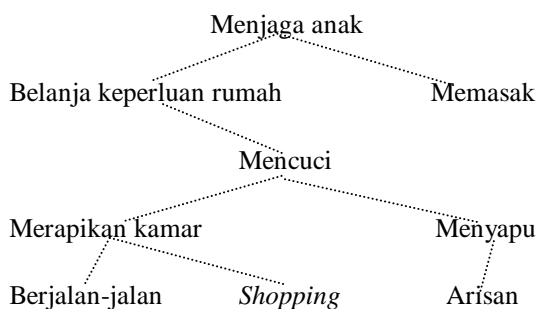 Menjaga anak
Belanja keperluan rumah Memasak
Mencuci
Merapikan kamar Menyapu
Berjalan-jalan Shopping Arisan